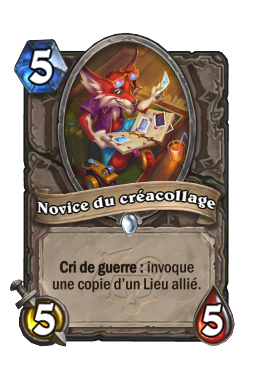 5
Novice du créacollage
Cri de guerre : invoque
une copie d'un Lieu allié.
5
5